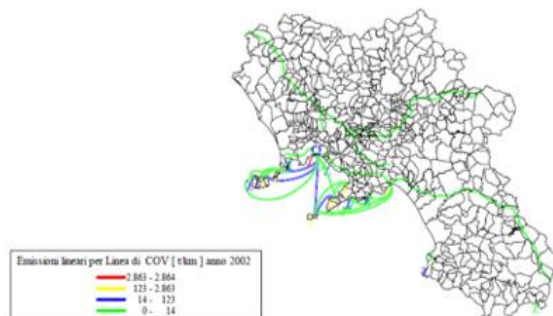 Emissioni lineari per Linea di COV [ t/km ] anno 2002
2.863 - 2.864
123 - 2.863
14 - 123
0 - 14